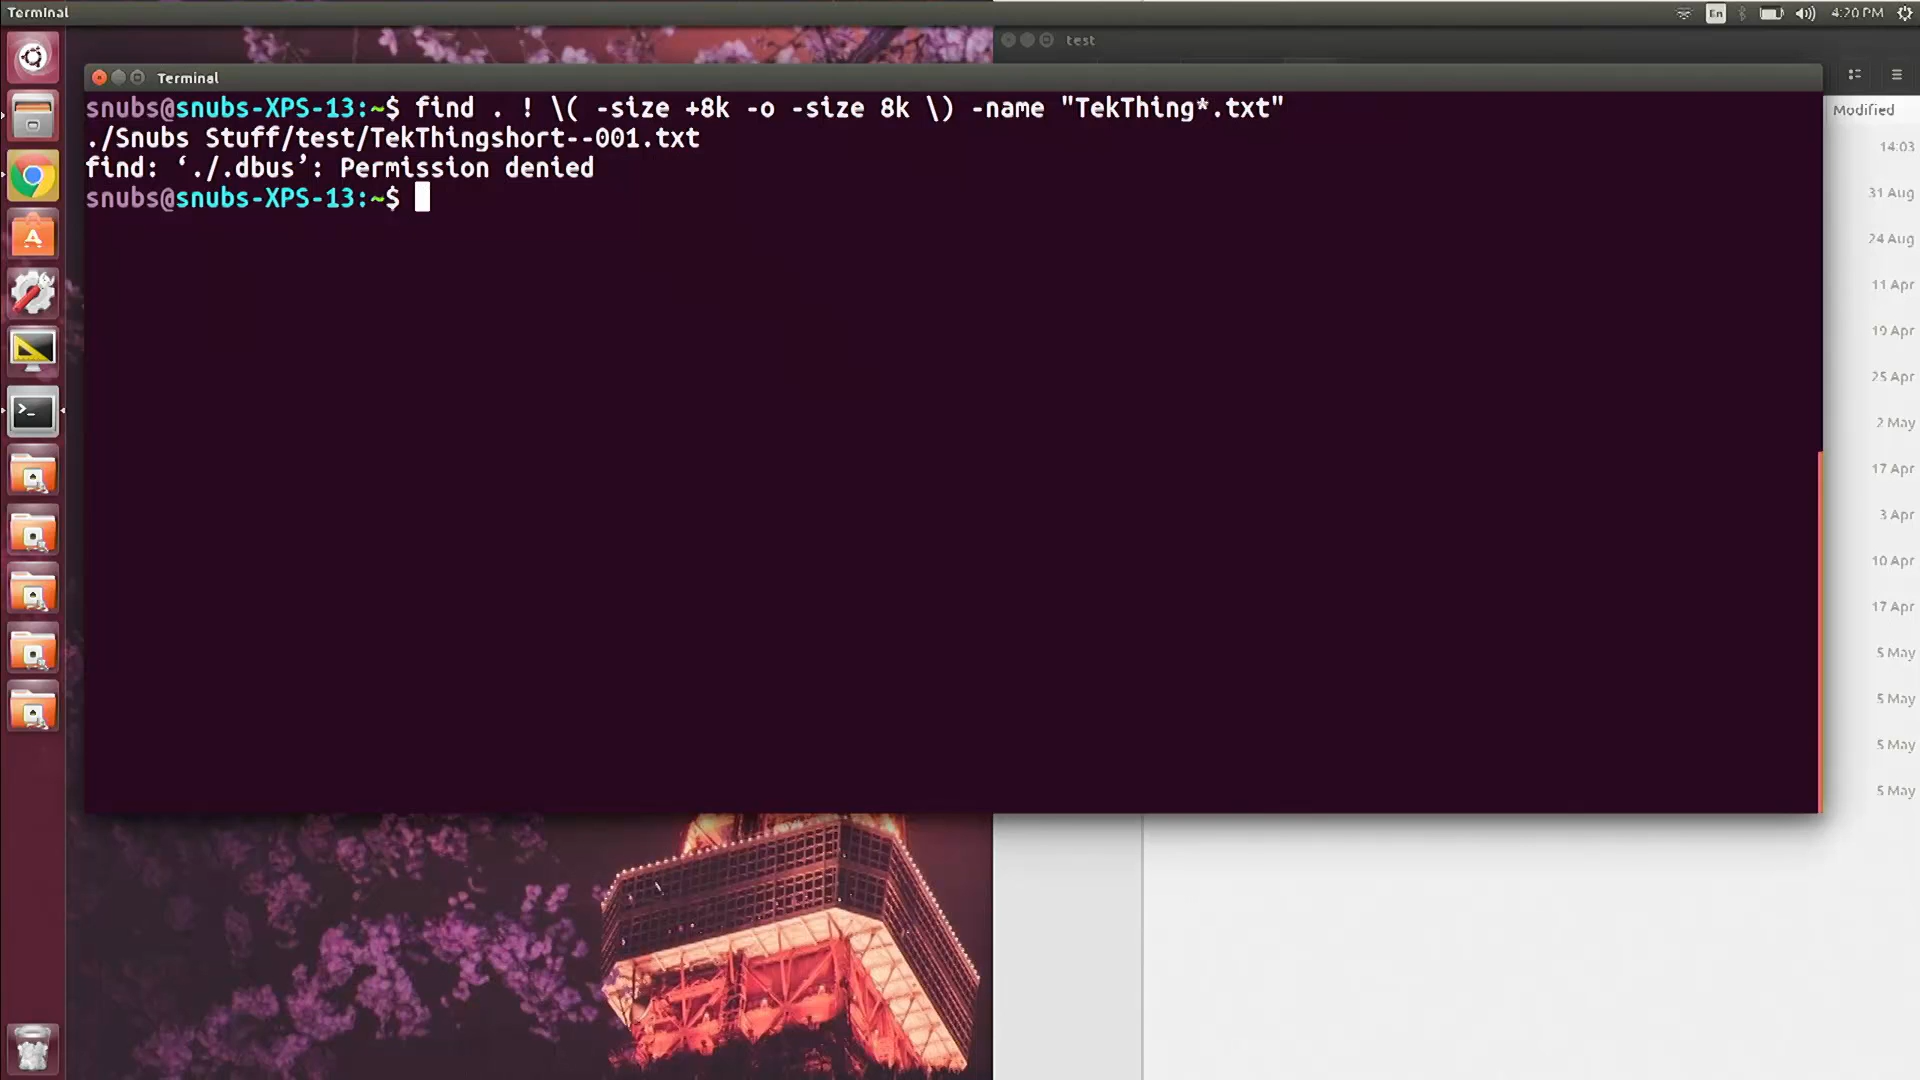 Terminal
En
4:20 PM
test
Terminal
snubs@snubs-XPS-13:~$ find . ! \( -size +8k -o -size 8k \) -name "TekThing*.txt"
./Snubs Stuff/test/TekThingshort--001.txt
find: ‘./.dbus’: Permission denied
snubs@snubs-XPS-13:~$
Modified
14:03
31 Aug
24 Aug
11 Apr
19 Apr
25 Apr
2 May
17 Apr
3 Apr
10 Apr
17 Apr
5 May
5 May
5 May
5 May